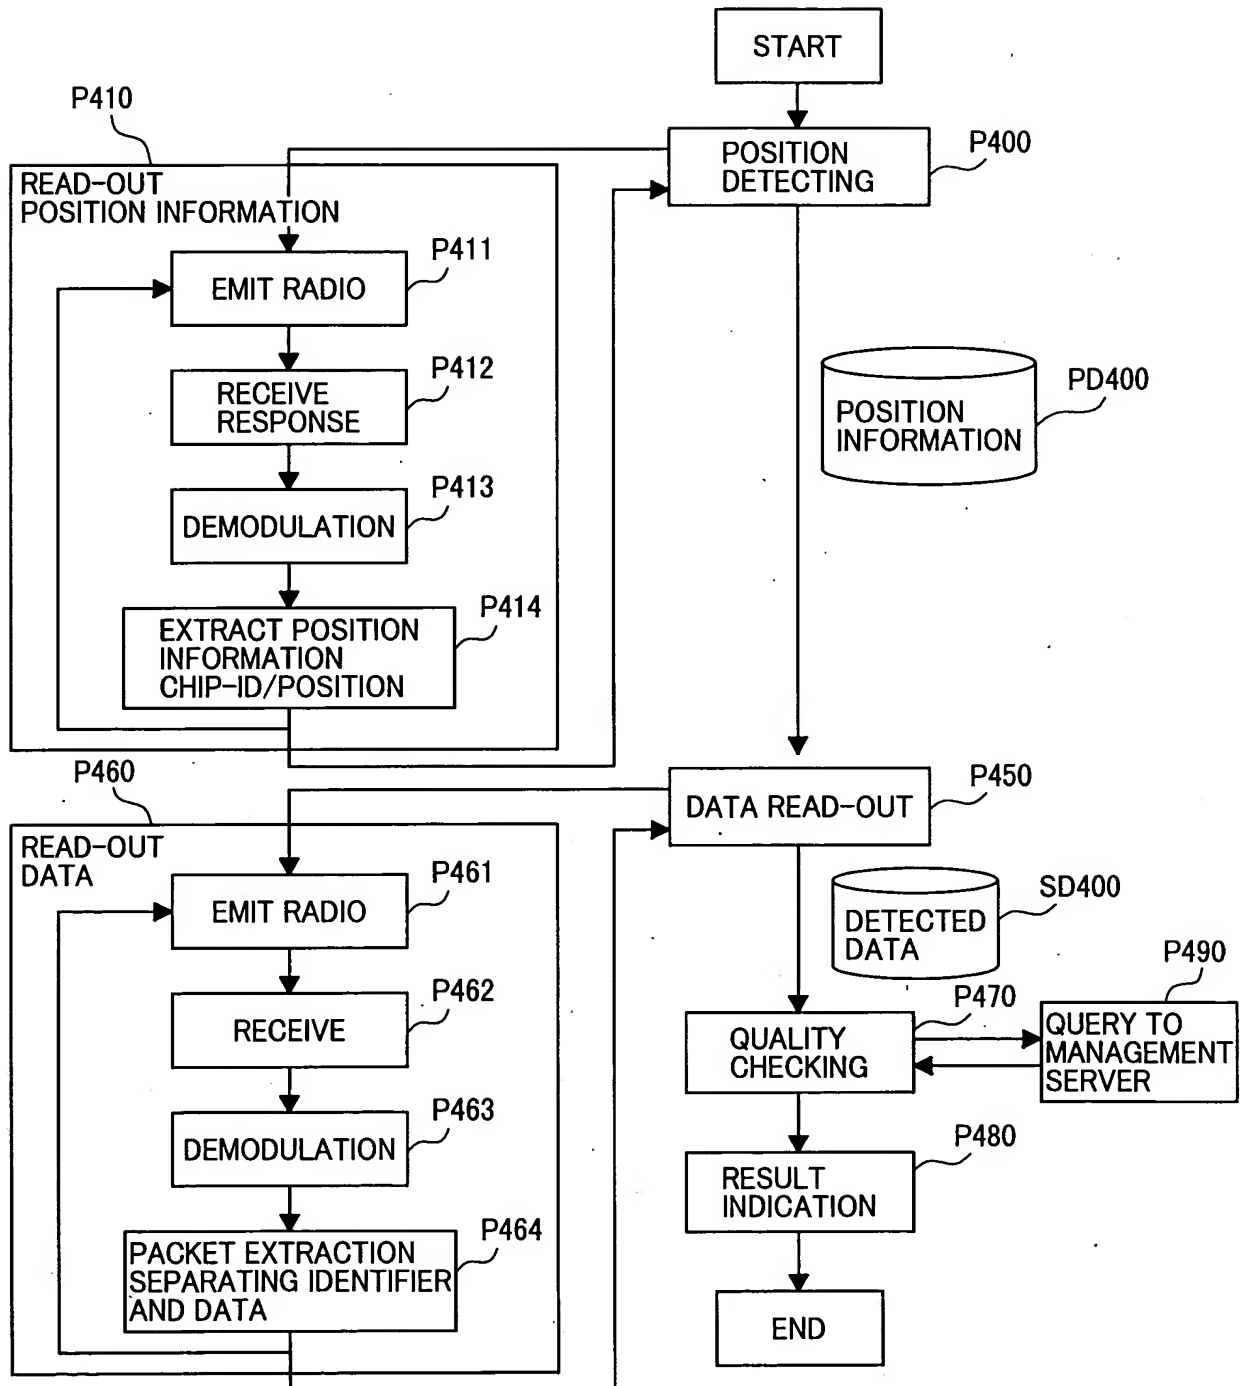 START
P410
P400
POSITION
DETECTING
READ-OUT
POSITION INFORMATION
P411
EMIT RADIO
P412
RECEIVE
RESPONSE
PD400
POSITION
INFORMATION
P413
DEMODULATION
P414
EXTRACT POSITION
INFORMATION
CHIP-ID/POSITION
P460
P450
DATA READ-OUT
READ-OUT
DATA
P461
EMIT RADIO
SD400
DETECTED
DATA
P462
RECEIVE
P470
QUALITY
CHECKING
P490
QUERY TO
MANAGEMENT
SERVER
P463
DEMODULATION
P480
RESULT
INDICATION
P464
PACKET EXTRACTION
SEPARATING IDENTIFIER
AND DATA
END